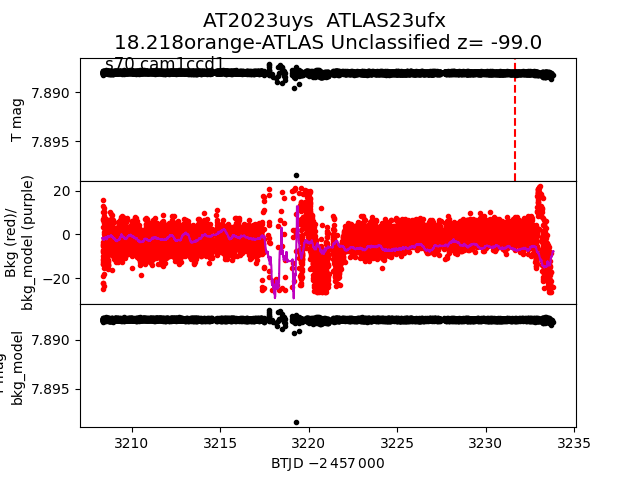 AT2023uys  ATLAS23ufx
18.218orange-ATLAS Unclassified z= -99.0
s70 cam1ccd1
T mag
7.890
7.895
Bkg (red)/
bkg_model (purple)
20
0
−20
bkg_model
7.890
7.895
3210 3215 3220 3225 3230 3235
BTJD −2 457 000